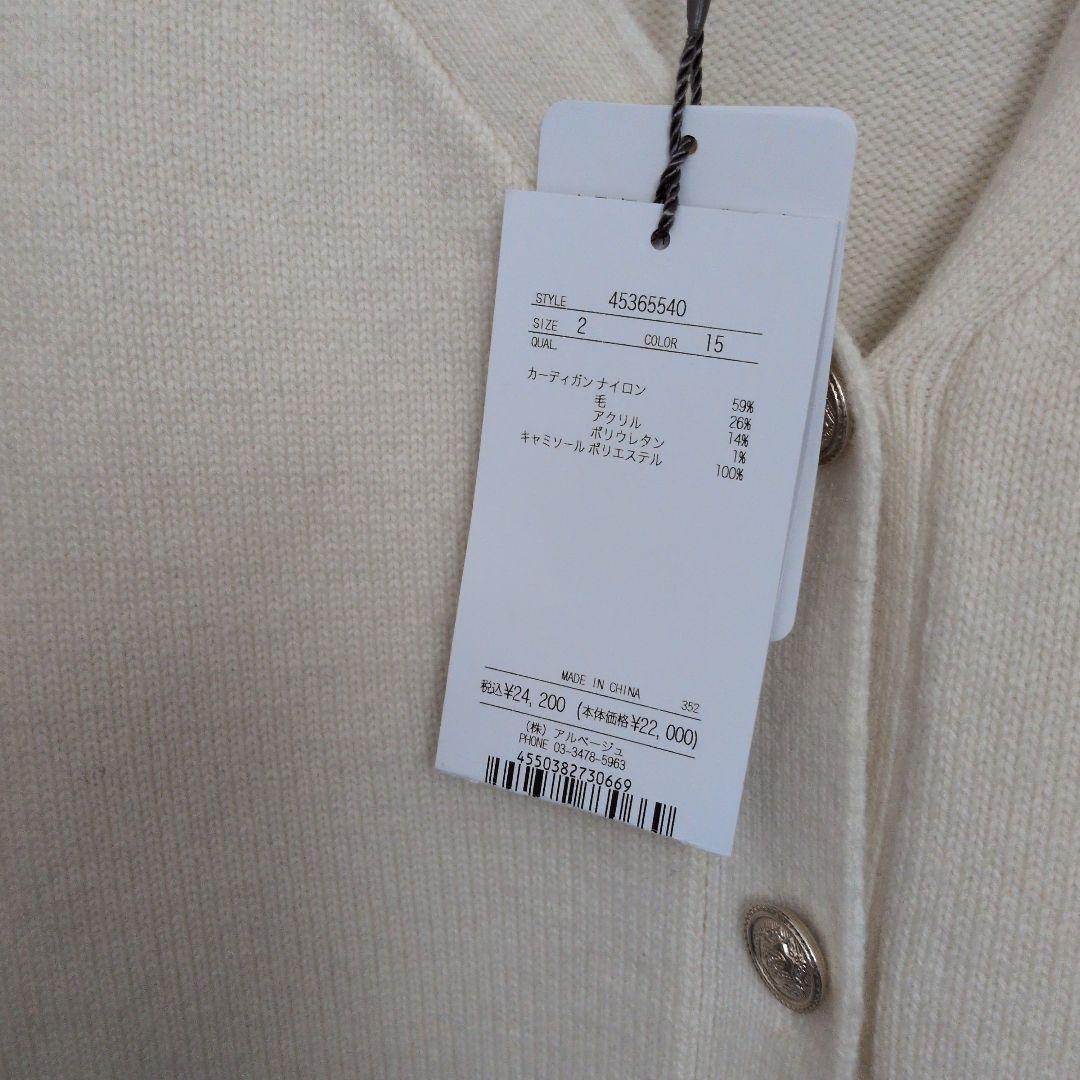 STYLE 45365540
SIZE 2 COLOR 15
QUAL.
カーディガン ナイロン 59%
毛 26%
アクリル 14%
ポリウレタン 1%
キャミソール ポリエステル 100%
MADE IN CHINA 352
税込¥24,200 (本体価格¥22,000)
(株) アルページュ
PHONE 03-3478-5963
4550382730669